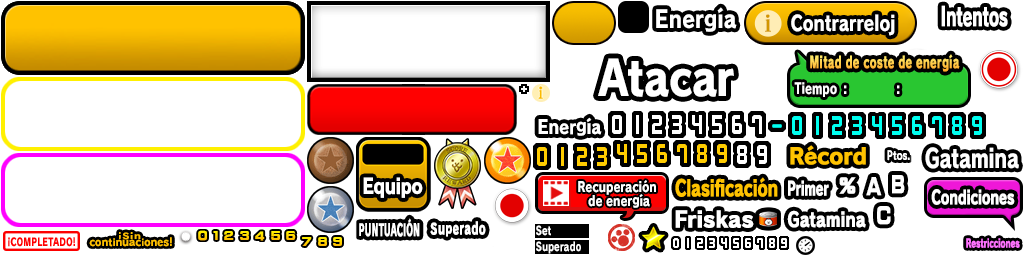 Energía
i Contrarreloj
Intentos
Atacar
Mitad de coste de energía
Tiempo : :
i
Energía 01234567-0123456789
0123456789
Récord
Ptos.
Gatamina
Equipo
Recuperación
de energía
Clasificación
Primer % A B
Condiciones
PUNTUACIÓN
Superado
Friskas
Gatamina C
¡COMPLETADO!
¡Sin
continuaciones!
0123456789
Set
Superado
0123456789
Restricciones